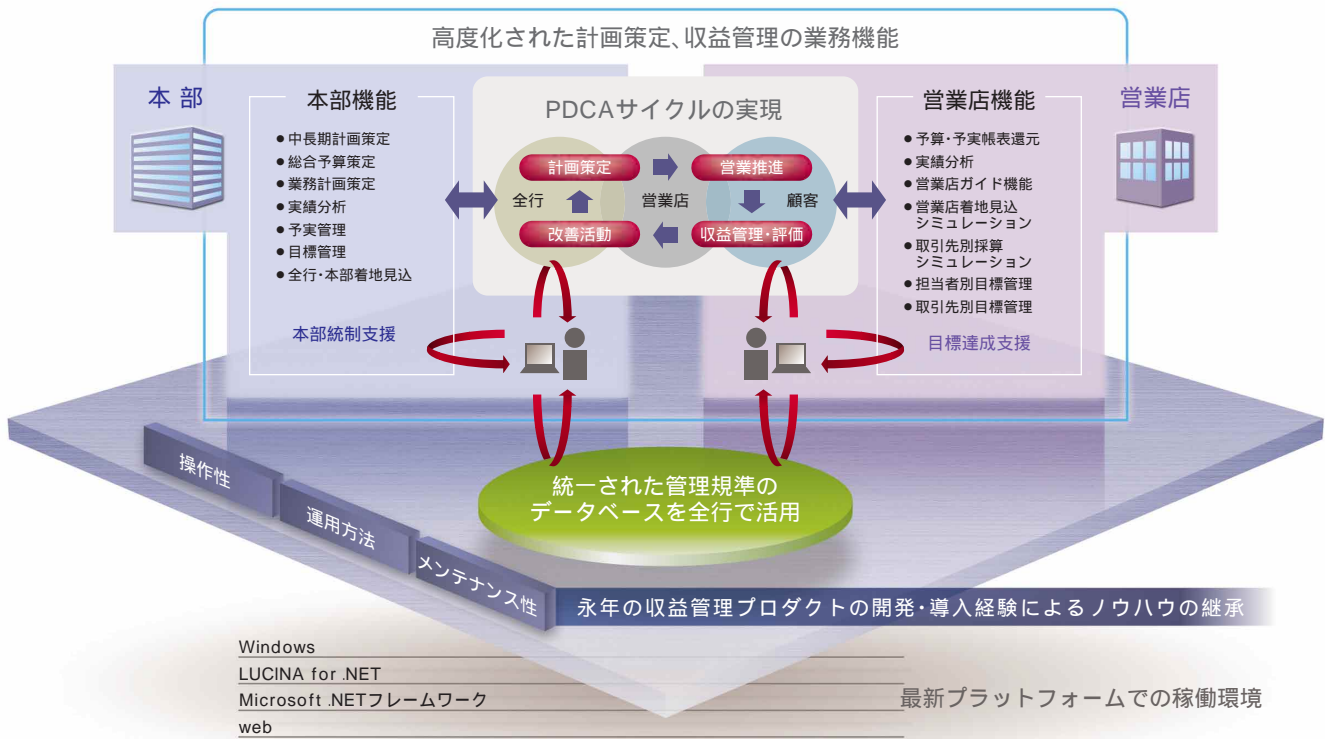 高度化された計画策定、収益管理の業務機能
本部
本部機能
●中長期計画策定
●総合予算策定
●業務計画策定
●実績分析
●予実管理
●目標管理
●全行・本部着地見込
本部統制支援
PDCAサイクルの実現
計画策定
営業推進
全行
営業店
顧客
改善活動
収益管理・評価
営業店機能
●予算・予実帳表還元
●実績分析
●営業店ガイド機能
●営業店着地見込
シミュレーション
●取引先別採算
シミュレーション
●担当者別目標管理
●取引先別目標管理
目標達成支援
営業店
統一された管理規準の
データベースを全行で活用
操作性
運用方法
メンテナンス性
永年の収益管理プロダクトの開発・導入経験によるノウハウの継承
Windows
LUCINA for .NET
Microsoft .NETフレームワーク
web
最新プラットフォームでの稼働環境